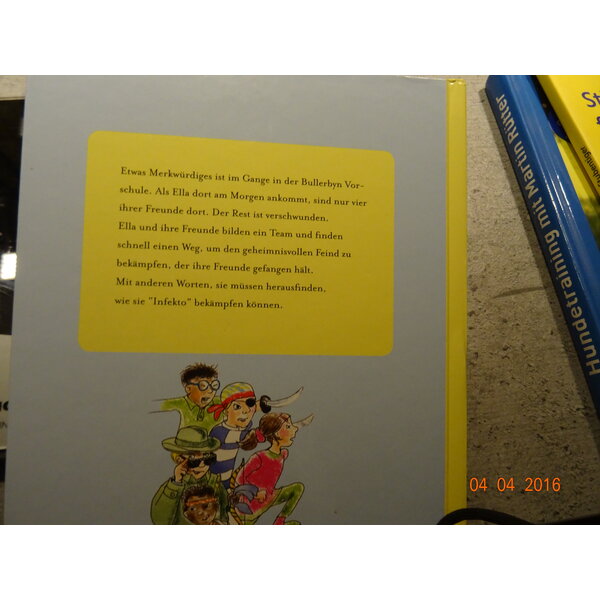 Etwas Merkwürdiges ist im Gange in der Bullerbyn Vor-
schule. Als Ella dort am Morgen ankommt, sind nur vier
ihrer Freunde dort. Der Rest ist verschwunden.
Ella und ihre Freunde bilden ein Team und finden
schnell einen Weg, um den geheimnisvollen Feind zu
bekämpfen, der ihre Freunde gefangen hält.
Mit anderen Worten, sie müssen herausfinden,
wie sie "Infekto" bekämpfen können.
Hundetraining mit Martin Rütter
St
04 04 2016